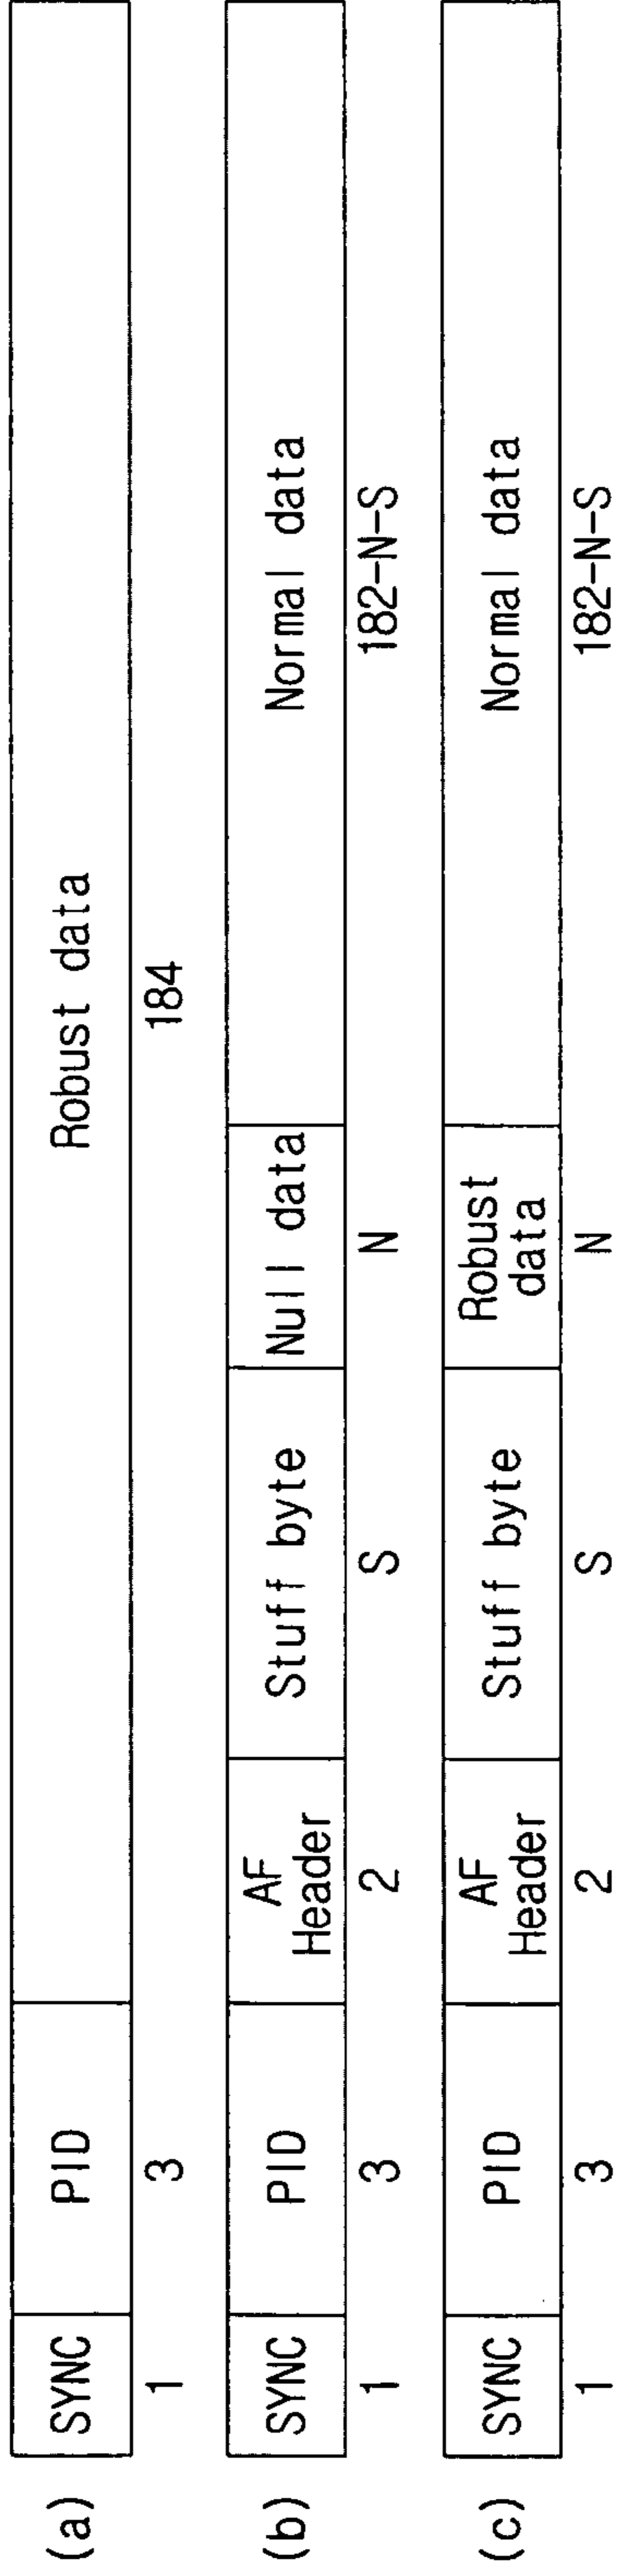 (a) SYNC PID Robust data
1 3 184
(b) SYNC PID AF Header Stuff byte Null data Normal data
1 3 2 S N 182-N-S
(c) SYNC PID AF Header Stuff byte Robust data Normal data
1 3 2 S N 182-N-S